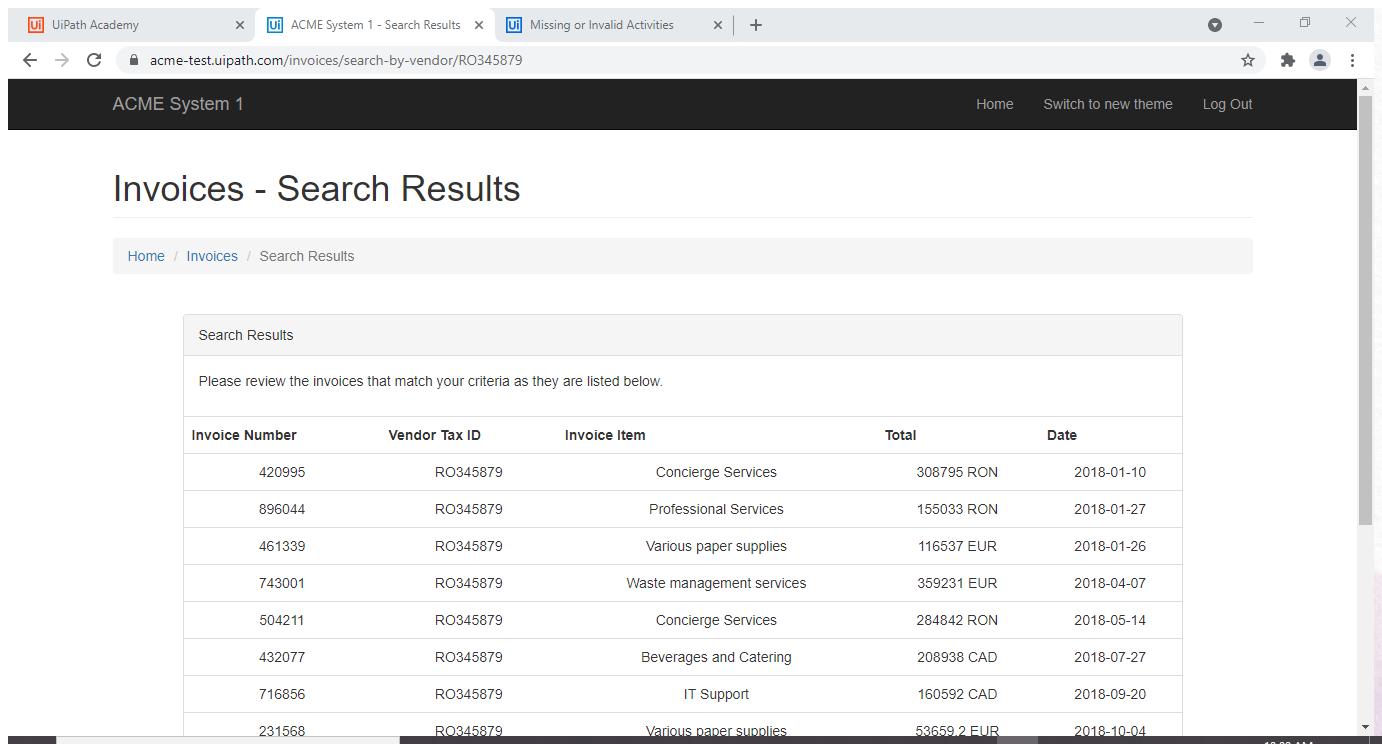 Ui UiPath Academy Ui ACME System 1 - Search Results Ui Missing or Invalid Activities
acme-test.uipath.com/invoices/search-by-vendor/RO345879
ACME System 1 Home Switch to new theme Log Out
Invoices - Search Results
Home / Invoices / Search Results
Search Results
Please review the invoices that match your criteria as they are listed below.
Invoice Number Vendor Tax ID Invoice Item Total Date
420995 RO345879 Concierge Services 308795 RON 2018-01-10
896044 RO345879 Professional Services 155033 RON 2018-01-27
461339 RO345879 Various paper supplies 116537 EUR 2018-01-26
743001 RO345879 Waste management services 359231 EUR 2018-04-07
504211 RO345879 Concierge Services 284842 RON 2018-05-14
432077 RO345879 Beverages and Catering 208938 CAD 2018-07-27
716856 RO345879 IT Support 160592 CAD 2018-09-20
231568 RO345879 Various paper supplies 53659.2 EUR 2018-10-04